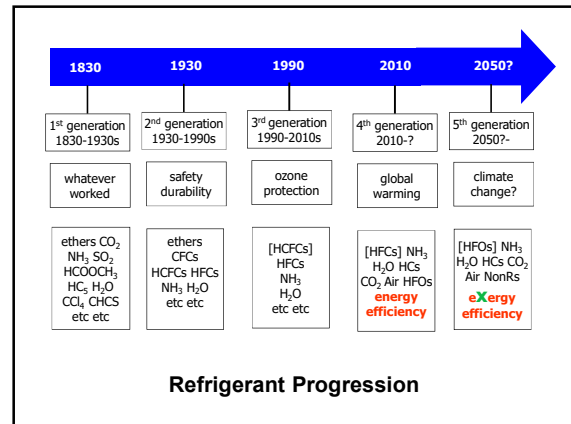 1830 1930 1990 2010 2050?
1st generation
1830-1930s
2nd generation
1930-1990s
3rd generation
1990-2010s
4th generation
2010-?
5th generation
2050?-
whatever
worked
safety
durability
ozone
protection
global
warming
climate
change?
ethers CO₂
NH₃ SO₂
HCOOCH₃
HC₅ H₂O
CCl₄ CHCS
etc etc
ethers
CFCs
HCFCs HFCs
NH₃ H₂O
etc etc
[HCFCs]
HFCs
NH₃
H₂O
etc etc
[HFCs] NH₃
H₂O HCs
CO₂ Air HFOs
energy
efficiency
[HFOs] NH₃
H₂O HCs CO₂
Air NonRs
eXergy
efficiency
Refrigerant Progression